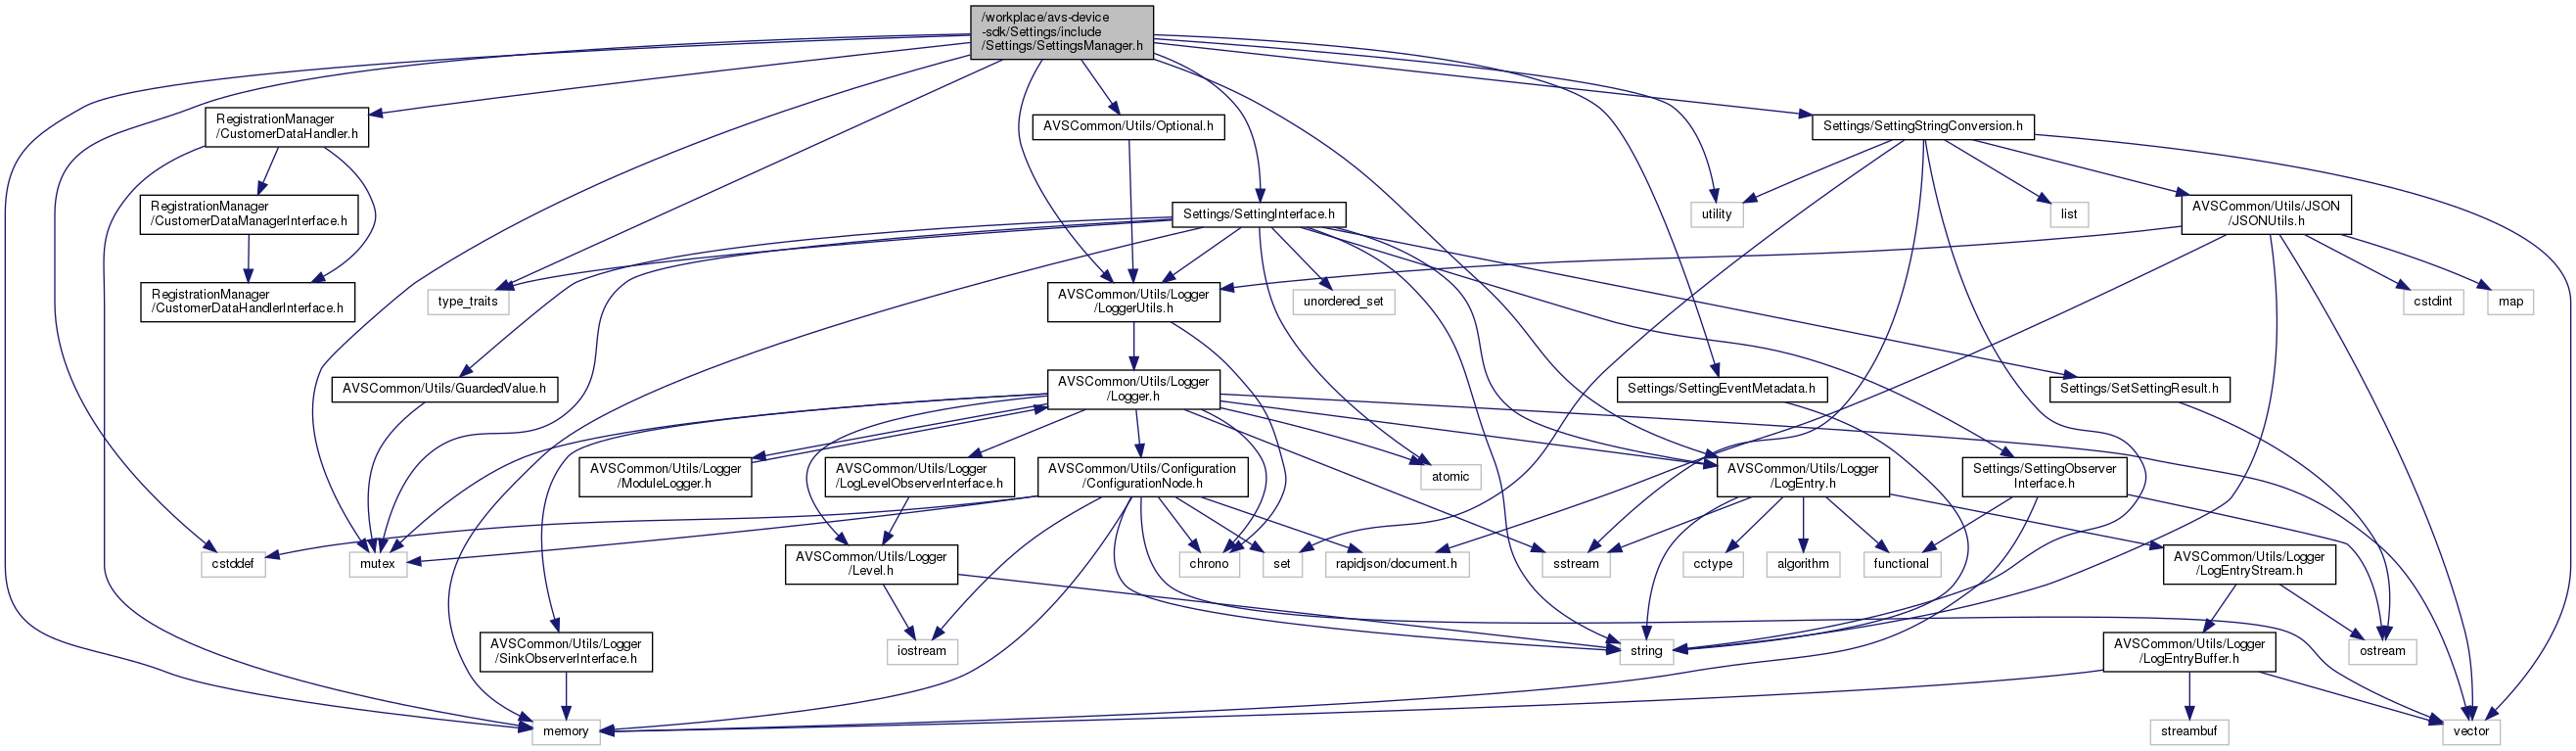 /workplace/avs-device
-sdk/Settings/include
/Settings/SettingsManager.h
RegistrationManager
/CustomerDataHandler.h
AVSCommon/Utils/Optional.h
Settings/SettingStringConversion.h
RegistrationManager
/CustomerDataManagerInterface.h
Settings/SettingInterface.h
utility
list
AVSCommon/Utils/JSON
/JSONUtils.h
RegistrationManager
/CustomerDataHandlerInterface.h
type_traits
AVSCommon/Utils/Logger
/LoggerUtils.h
unordered_set
cstdint
map
AVSCommon/Utils/GuardedValue.h
AVSCommon/Utils/Logger
/Logger.h
Settings/SettingEventMetadata.h
Settings/SetSettingResult.h
AVSCommon/Utils/Logger
/ModuleLogger.h
AVSCommon/Utils/Logger
/LogLevelObserverInterface.h
AVSCommon/Utils/Configuration
/ConfigurationNode.h
atomic
AVSCommon/Utils/Logger
/LogEntry.h
Settings/SettingObserver
Interface.h
cstddef
mutex
AVSCommon/Utils/Logger
/Level.h
chrono
set
rapidjson/document.h
sstream
cctype
algorithm
functional
AVSCommon/Utils/Logger
/LogEntryStream.h
AVSCommon/Utils/Logger
/SinkObserverInterface.h
iostream
string
AVSCommon/Utils/Logger
/LogEntryBuffer.h
ostream
memory
streambuf
vector